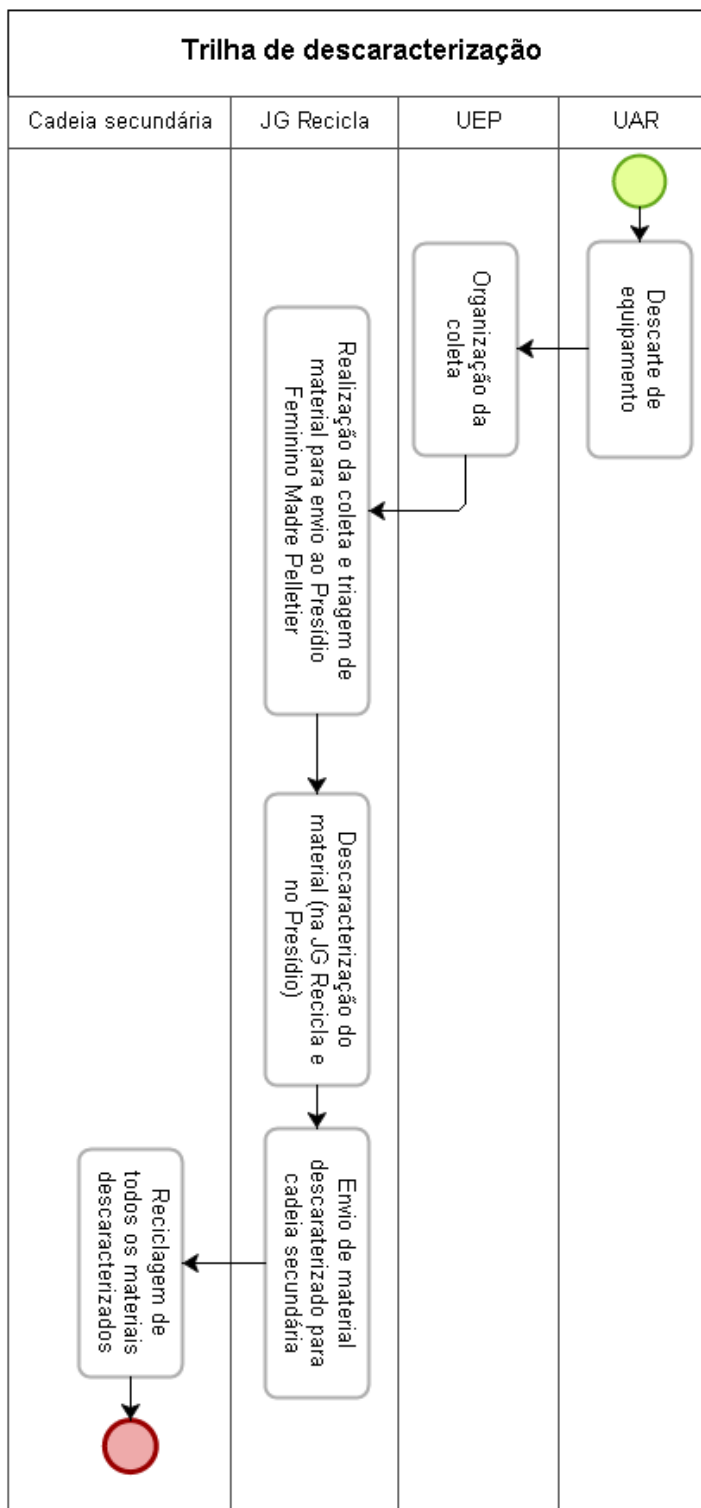 Trilha de descaracterização
Cadeia secundária
JG Recicla
UEP
UAR
Descarte de
equipamento
Organização da
coleta
Realização da coleta e triagem de
material para envio ao Presídio
Feminino Madre Pelletier
Descaracterização do
material (na JG Recicla e
no Presídio)
Envio de material
descaraterizado para
cadeia secundária
Reciclagem de
todos os materiais
descaracterizados